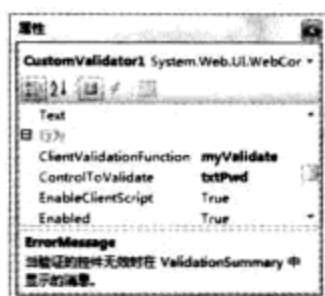 属性
CustomValidator1 System.Web.UI.WebCor
Text
行为
ClientValidationFunction myValidate
ControlToValidate txtPwd
EnableClientScript True
Enabled True
ErrorMessage
当验证的控件无效时在 ValidationSummary 中
显示的消息。